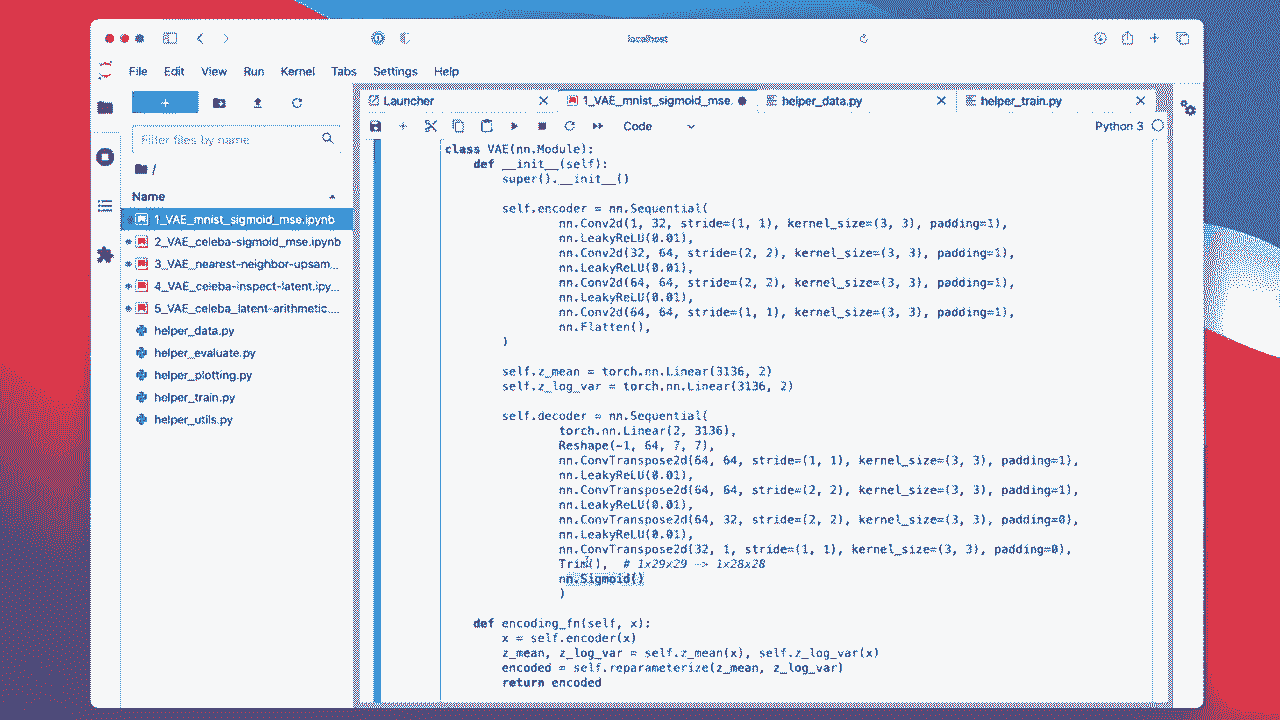 localhost
File Edit View Run Kernel Tabs Settings Help
+
Filter files by name
/
Name
1_VAE_mnist_sigmoid_mse.ipynb
2_VAE_celeba-sigmoid_mse.ipynb
3_VAE_nearest-neighbor-upsam...
4_VAE_celeba-inspect-latent.ipy...
5_VAE_celeba_latent-arithmetic....
helper_data.py
helper_evaluate.py
helper_plotting.py
helper_train.py
helper_utils.py
Launcher
1_VAE_mnist_sigmoid_mse.
helper_data.py
helper_train.py
Code
Python 3
class VAE(nn.Module):
def __init__(self):
super().__init__()
self.encoder = nn.Sequential(
nn.Conv2d(1, 32, stride=(1, 1), kernel_size=(3, 3), padding=1),
nn.LeakyReLU(0.01),
nn.Conv2d(32, 64, stride=(2, 2), kernel_size=(3, 3), padding=1),
nn.LeakyReLU(0.01),
nn.Conv2d(64, 64, stride=(2, 2), kernel_size=(3, 3), padding=1),
nn.LeakyReLU(0.01),
nn.Conv2d(64, 64, stride=(1, 1), kernel_size=(3, 3), padding=1),
nn.Flatten(),
)
self.z_mean = torch.nn.Linear(3136, 2)
self.z_log_var = torch.nn.Linear(3136, 2)
self.decoder = nn.Sequential(
torch.nn.Linear(2, 3136),
Reshape(-1, 64, 7, 7),
nn.ConvTranspose2d(64, 64, stride=(1, 1), kernel_size=(3, 3), padding=1),
nn.LeakyReLU(0.01),
nn.ConvTranspose2d(64, 64, stride=(2, 2), kernel_size=(3, 3), padding=1),
nn.LeakyReLU(0.01),
nn.ConvTranspose2d(64, 32, stride=(2, 2), kernel_size=(3, 3), padding=0),
nn.LeakyReLU(0.01),
nn.ConvTranspose2d(32, 1, stride=(1, 1), kernel_size=(3, 3), padding=0),
Trim(), # 1x29x29 -> 1x28x28
nn.Sigmoid()
)
def encoding_fn(self, x):
x = self.encoder(x)
z_mean, z_log_var = self.z_mean(x), self.z_log_var(x)
encoded = self.reparameterize(z_mean, z_log_var)
return encoded